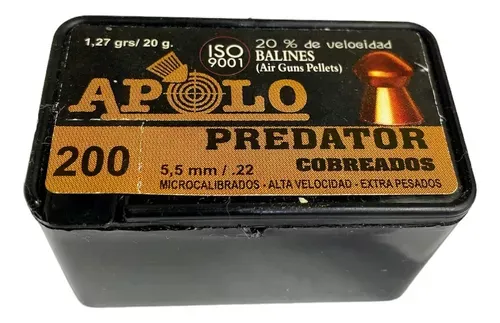 1,27 grs/ 20 g.
ISO
9001
20 % de velocidad
BALINES
(Air Guns Pellets)
APOLO
PREDATOR
COBREADOS
200
5,5 mm / .22
MICROCALIBRADOS - ALTA VELOCIDAD - EXTRA PESADOS